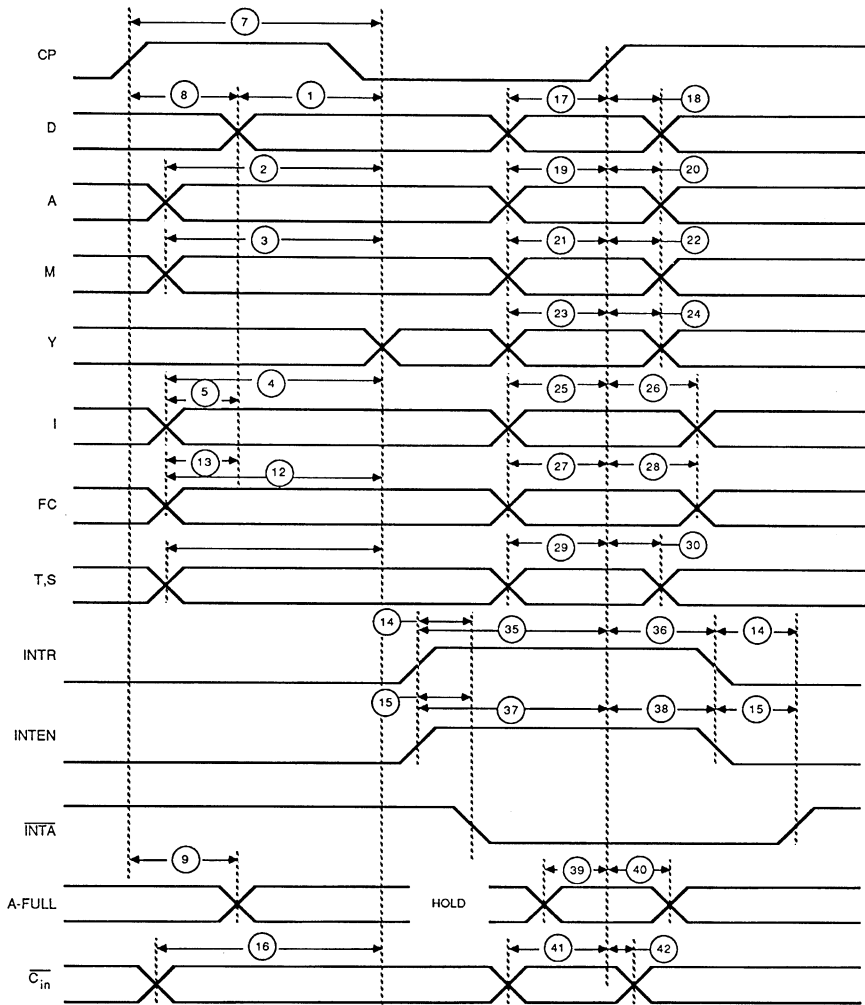 7
CP
8 1 17 18
D
2 19 20
A
3 21 22
M
23 24
Y
4 25 26
5
I
13 12 27 28
FC
29 30
T,S
14 35 36 14
INTR
15 37 38 15
INTEN
INTA
9 39 40
A-FULL HOLD
16 41 42
Cin